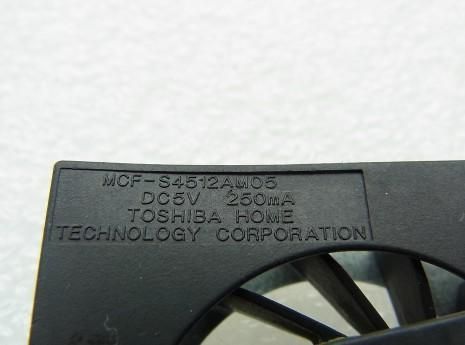 MCF-S4512AM05
DC5V 250mA
TOSHIBA HOME
TECHNOLOGY CORPORATION